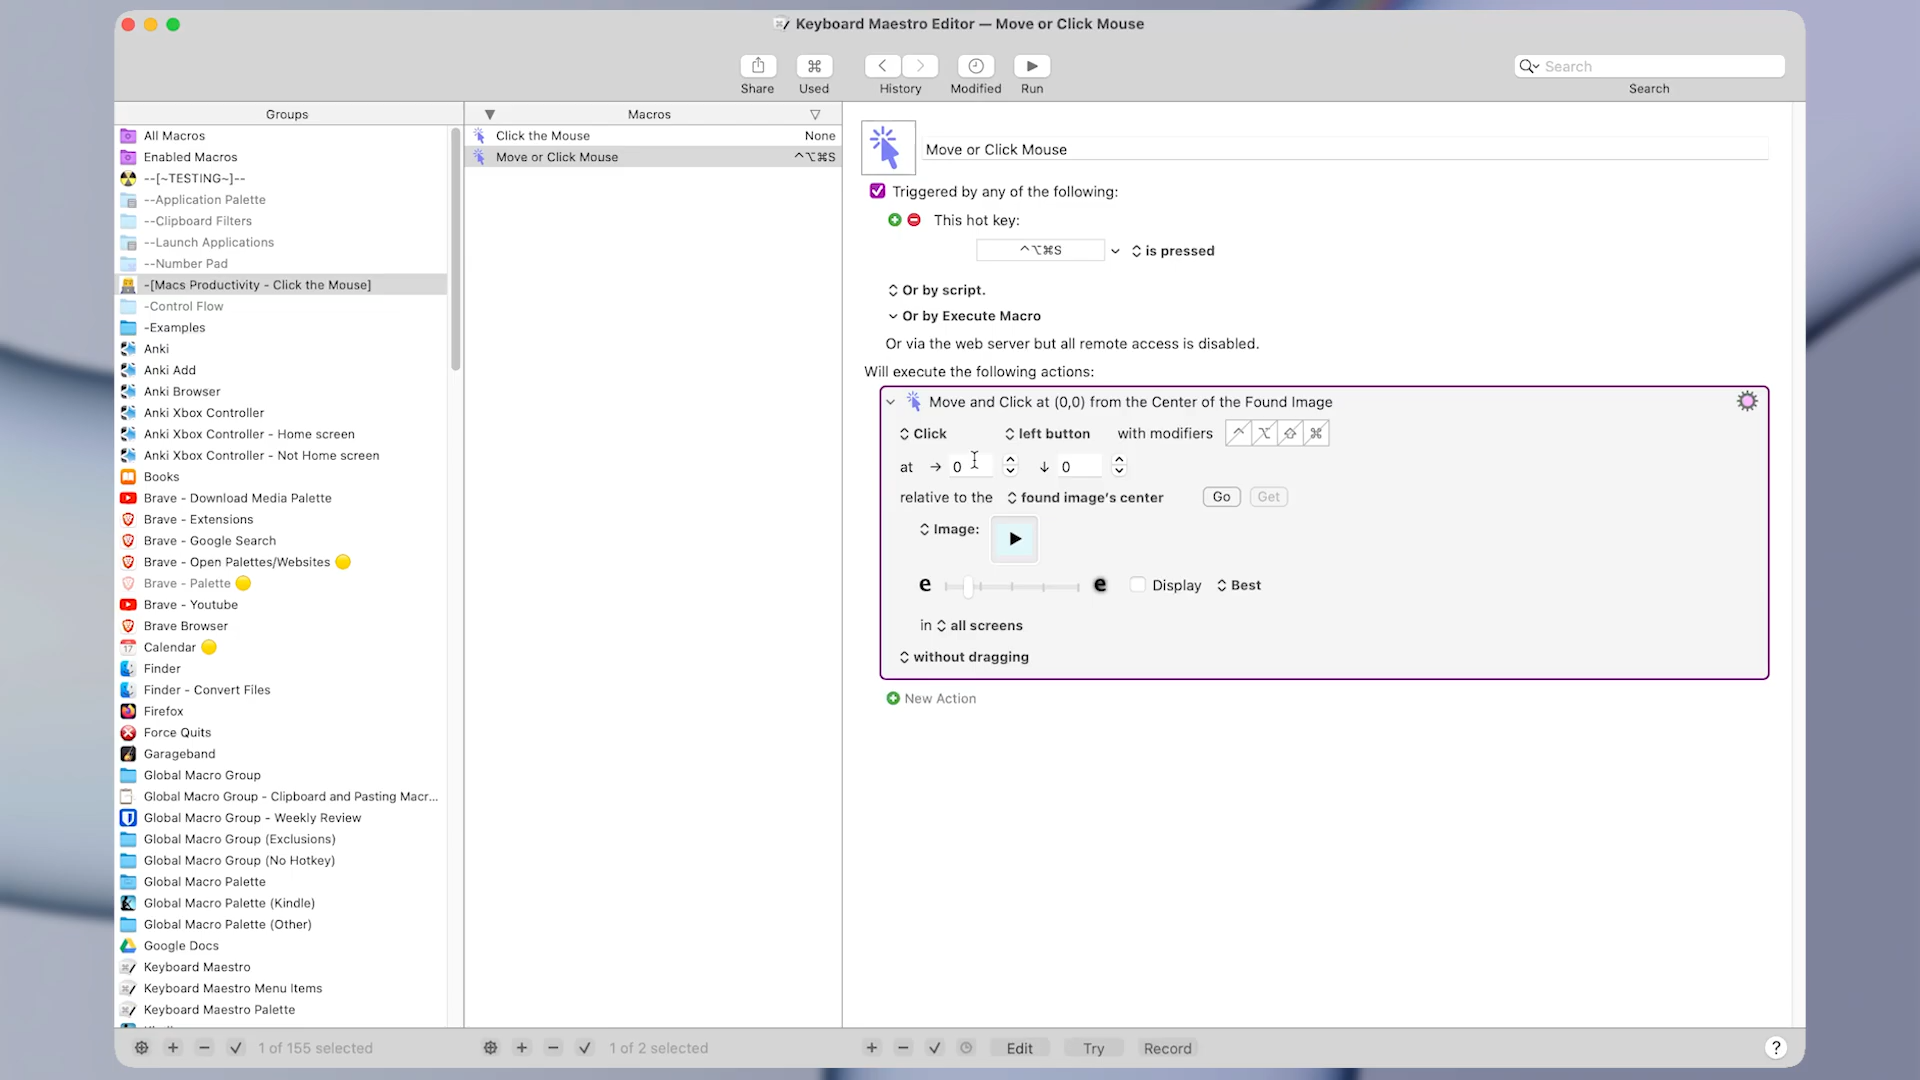 Keyboard Maestro Editor — Move or Click Mouse
Share
Used
History
Modified
Run
Search
Search
Groups
All Macros
Enabled Macros
--[~TESTING~]--
--Application Palette
--Clipboard Filters
--Launch Applications
--Number Pad
-[Macs Productivity - Click the Mouse]
-Control Flow
-Examples
Anki
Anki Add
Anki Browser
Anki Xbox Controller
Anki Xbox Controller - Home screen
Anki Xbox Controller - Not Home screen
Books
Brave - Download Media Palette
Brave - Extensions
Brave - Google Search
Brave - Open Palettes/Websites
Brave - Palette
Brave - Youtube
Brave Browser
17 Calendar
Finder
Finder - Convert Files
Firefox
Force Quits
Garageband
Global Macro Group
Global Macro Group - Clipboard and Pasting Macr...
Global Macro Group - Weekly Review
Global Macro Group (Exclusions)
Global Macro Group (No Hotkey)
Global Macro Palette
Global Macro Palette (Kindle)
Global Macro Palette (Other)
Google Docs
Keyboard Maestro
Keyboard Maestro Menu Items
Keyboard Maestro Palette
1 of 155 selected
Macros
Click the Mouse None
Move or Click Mouse ⌃⌥⌘S
1 of 2 selected
Move or Click Mouse
Triggered by any of the following:
This hot key:
⌃⌥⌘S is pressed
Or by script.
Or by Execute Macro
Or via the web server but all remote access is disabled.
Will execute the following actions:
Move and Click at (0,0) from the Center of the Found Image
Click left button with modifiers ⌃ ⌥ ⇧ ⌘
at → 0 ↓ 0
relative to the found image's center Go Get
Image:
e e Display Best
in all screens
without dragging
New Action
Edit Try Record ?